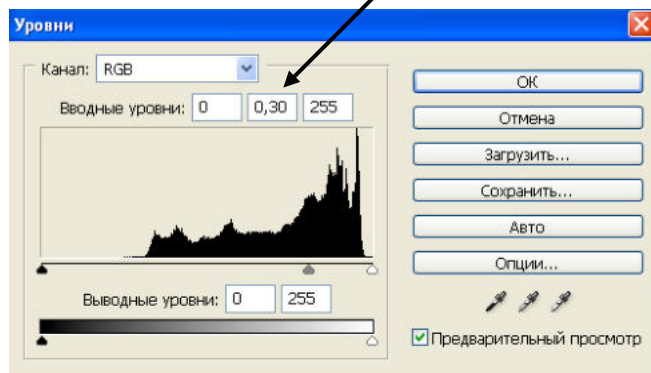 Уровни
Канал: RGB
Вводные уровни: 0 0,30 255
Выводные уровни: 0 255
ОК
Отмена
Загрузить...
Сохранить...
Авто
Опции...
Предварительный просмотр